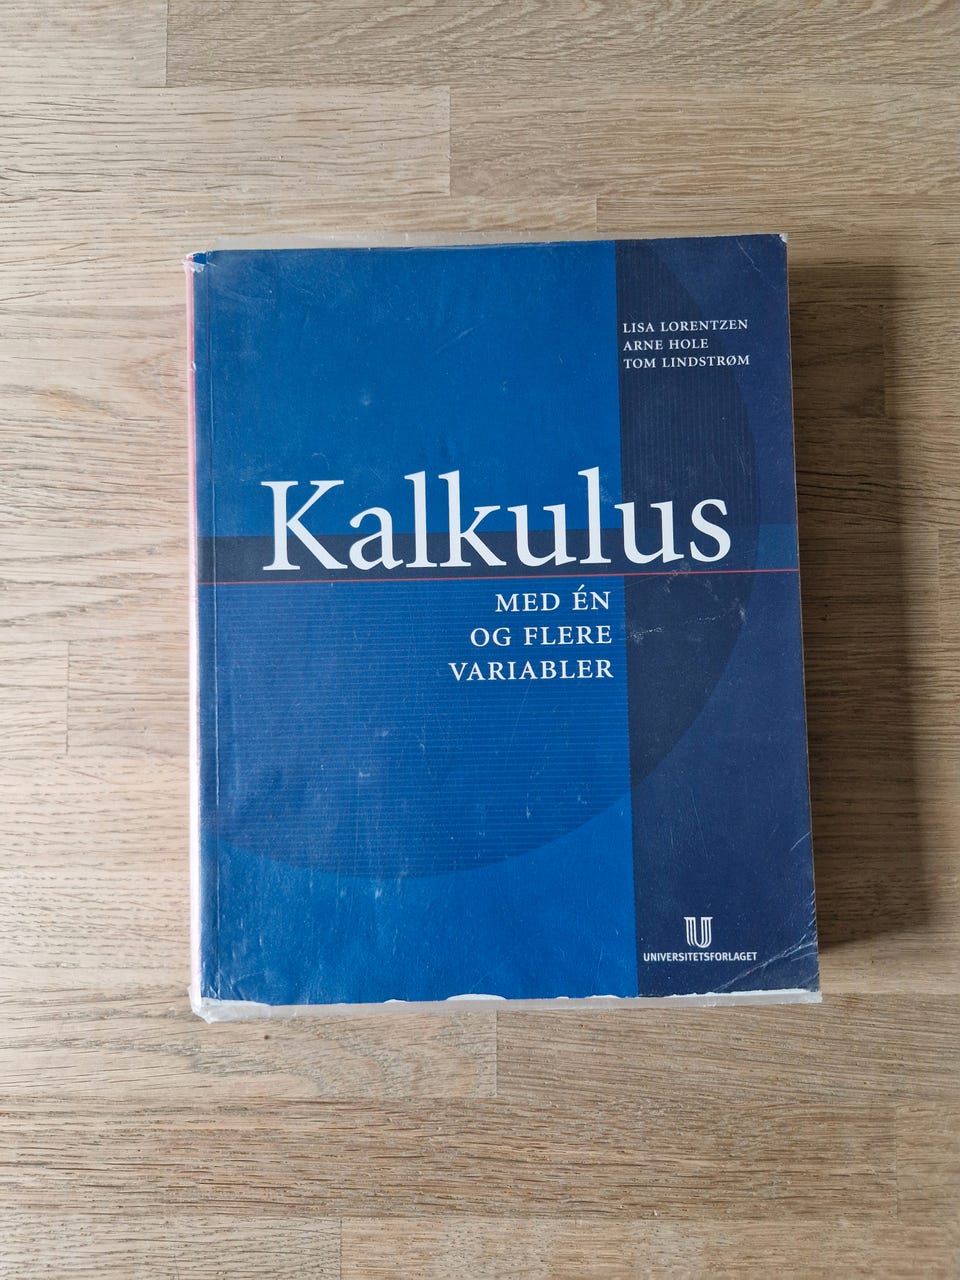 LISA LORENTZEN
ARNE HOLE
TOM LINDSTRØM
Kalkulus
MED ÉN
OG FLERE
VARIABLER
UNIVERSITETSFORLAGET